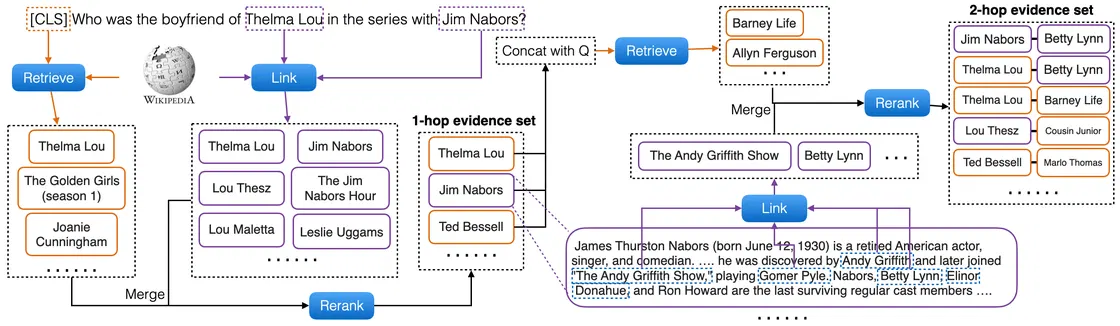 [CLS] Who was the boyfriend of Thelma Lou in the series with Jim Nabors?
Retrieve
WIKIPEDIA
Link
Thelma Lou
The Golden Girls
(season 1)
Joanie
Cunningham
......
Thelma Lou
Jim Nabors
Lou Thesz
The Jim
Nabors Hour
Lou Maletta
Leslie Uggams
......
Merge
Rerank
1-hop evidence set
Thelma Lou
Jim Nabors
Ted Bessell
......
Concat with Q
Retrieve
Barney Life
Allyn Ferguson
...
Merge
Rerank
The Andy Griffith Show
Betty Lynn
...
Link
James Thurston Nabors (born June 12, 1930) is a retired American actor,
singer, and comedian. .... he was discovered by Andy Griffith and later joined
"The Andy Griffith Show," playing Gomer Pyle. Nabors, Betty Lynn, Elinor
Donahue, and Ron Howard are the last surviving regular cast members ....
......
2-hop evidence set
Jim Nabors
Betty Lynn
Thelma Lou
Betty Lynn
Thelma Lou
Barney Life
Lou Thesz
Cousin Junior
Ted Bessell
Marlo Thomas
......